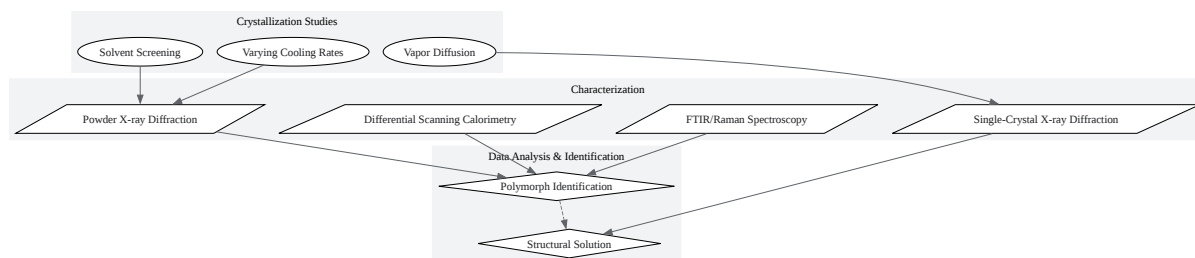 Crystallization Studies
Solvent Screening
Varying Cooling Rates
Vapor Diffusion
Characterization
Powder X-ray Diffraction
Differential Scanning Calorimetry
FTIR/Raman Spectroscopy
Single-Crystal X-ray Diffraction
Data Analysis & Identification
Polymorph Identification
Structural Solution